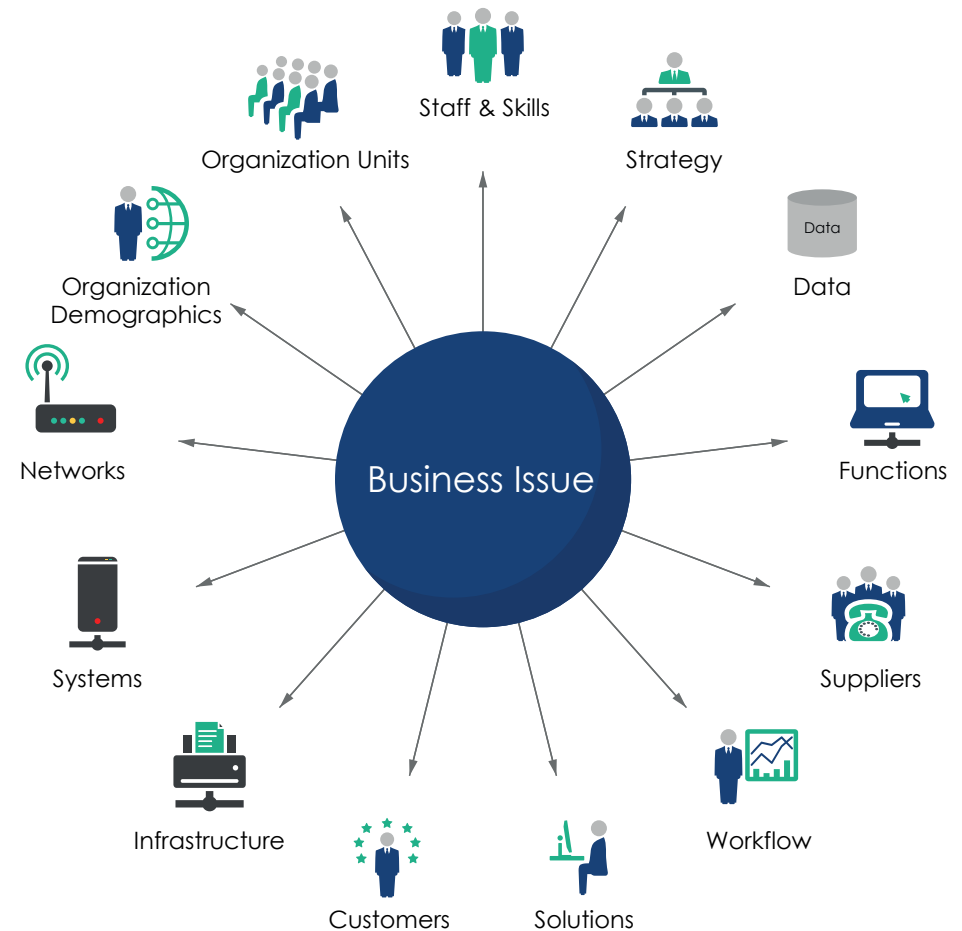 Staff & Skills
Strategy
Data
Data
Functions
Suppliers
Workflow
Solutions
Customers
Infrastructure
Systems
Networks
Organization
Demographics
Organization Units
Business Issue